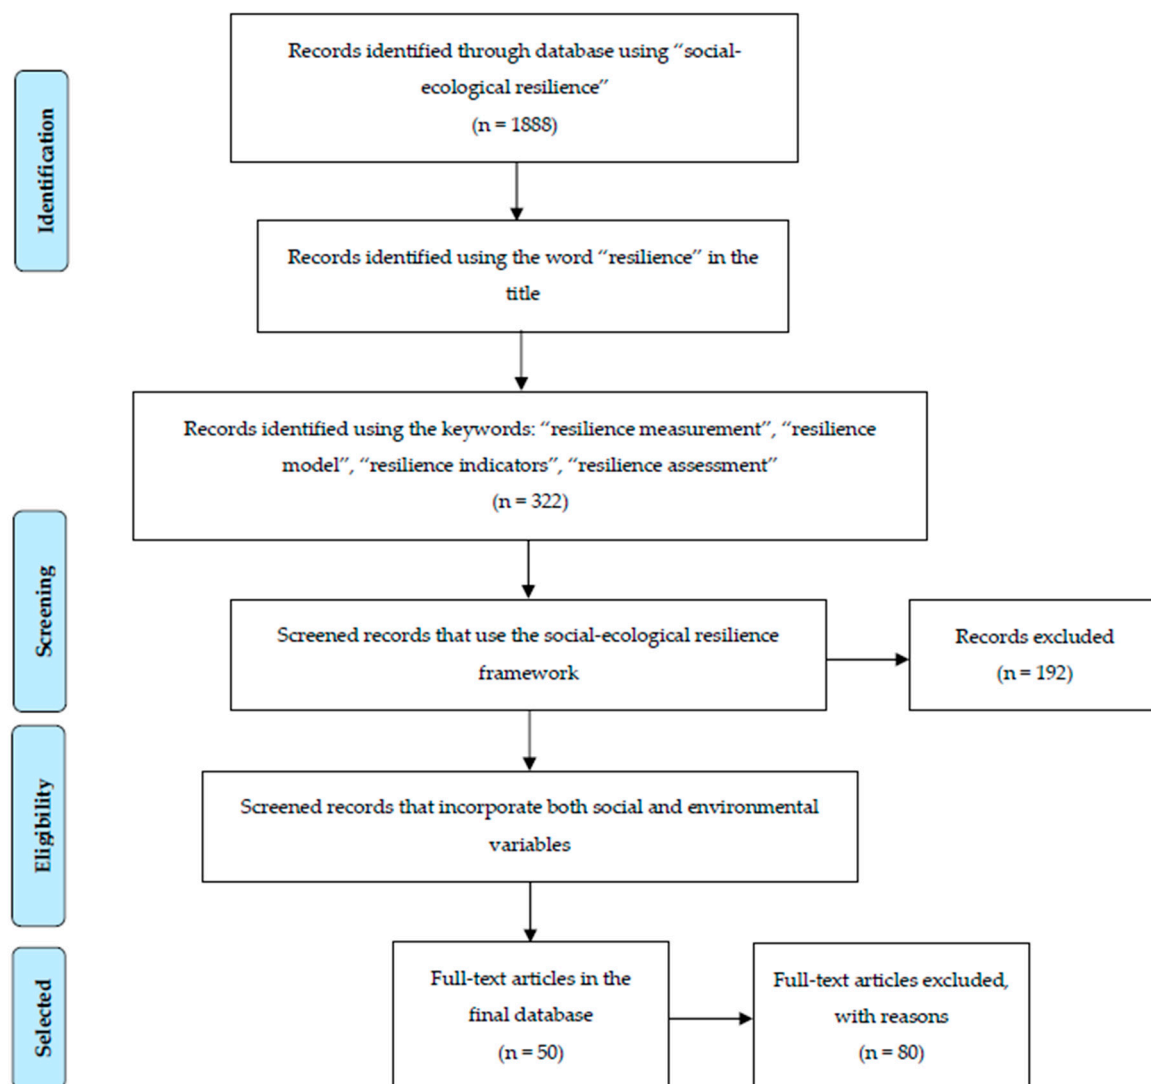 Identification
Records identified through database using “social-
ecological resilience”
(n = 1888)
Records identified using the word “resilience” in the
title
Records identified using the keywords: “resilience measurement”, “resilience
model”, “resilience indicators”, “resilience assessment”
(n = 322)
Screening
Screened records that use the social-ecological resilience
framework
Records excluded
(n = 192)
Eligibility
Screened records that incorporate both social and environmental
variables
Selected
Full-text articles in the
final database
(n = 50)
Full-text articles excluded,
with reasons
(n = 80)